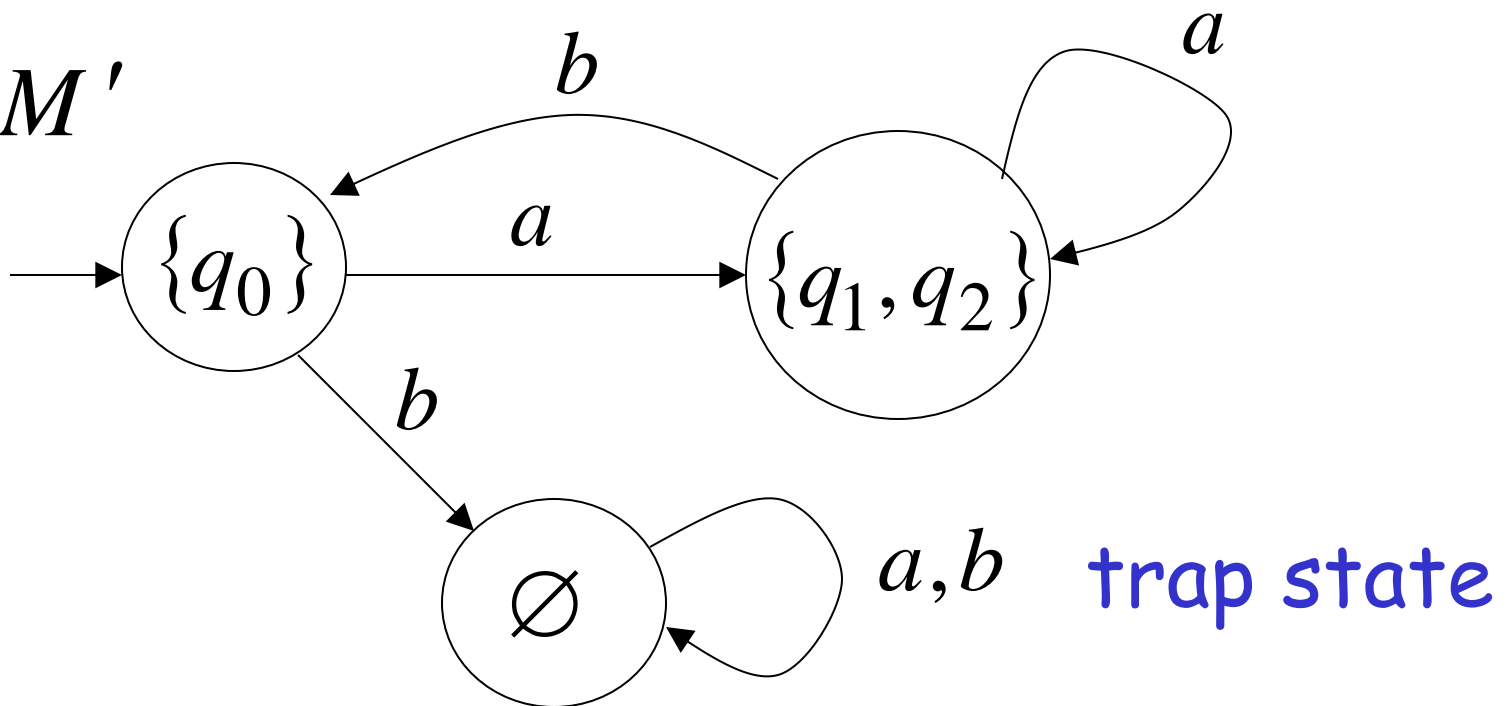 M ′
b
a
a
{q₀}
{q₁, q₂}
b
∅
a, b
trap state